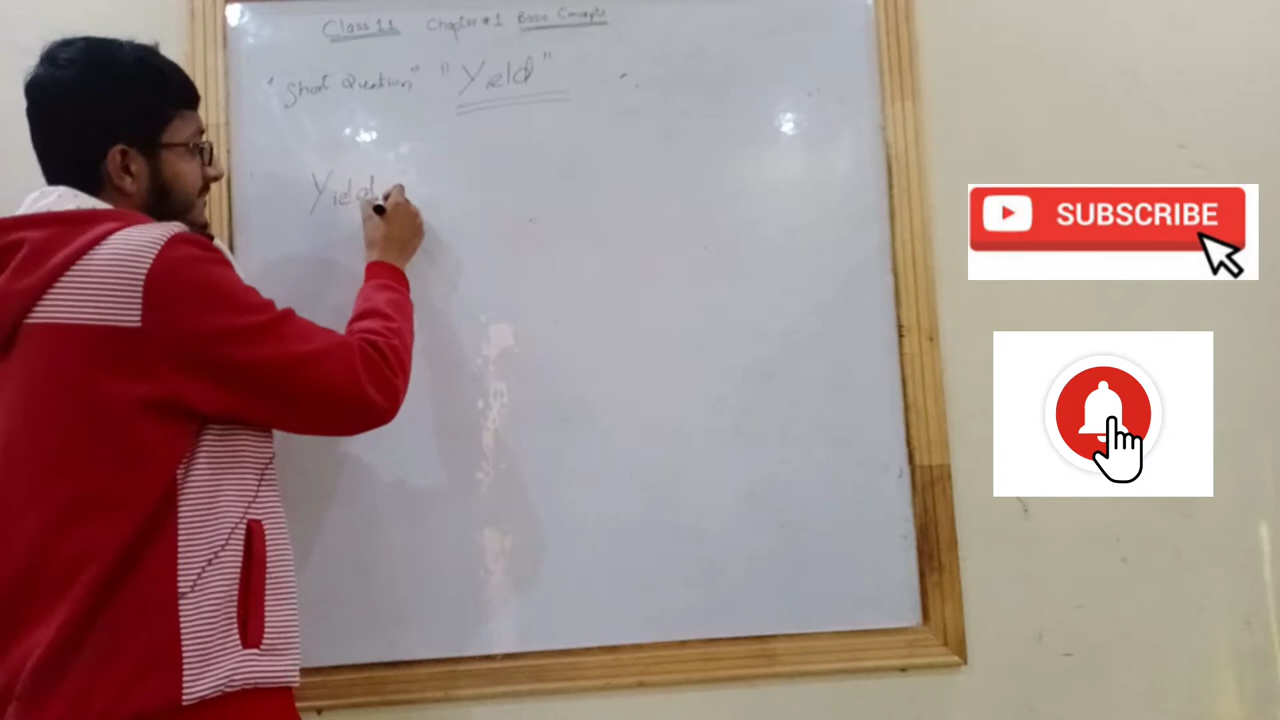 Class 11 Chapter #1 Basic Concepts
"Short Question" "Yield"
Yield
SUBSCRIBE